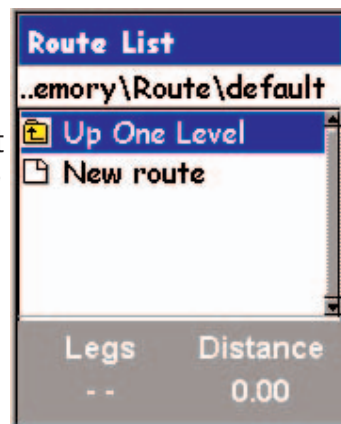 Route List
..emory\Route\default
Up One Level
New route
Legs Distance
-- 0.00